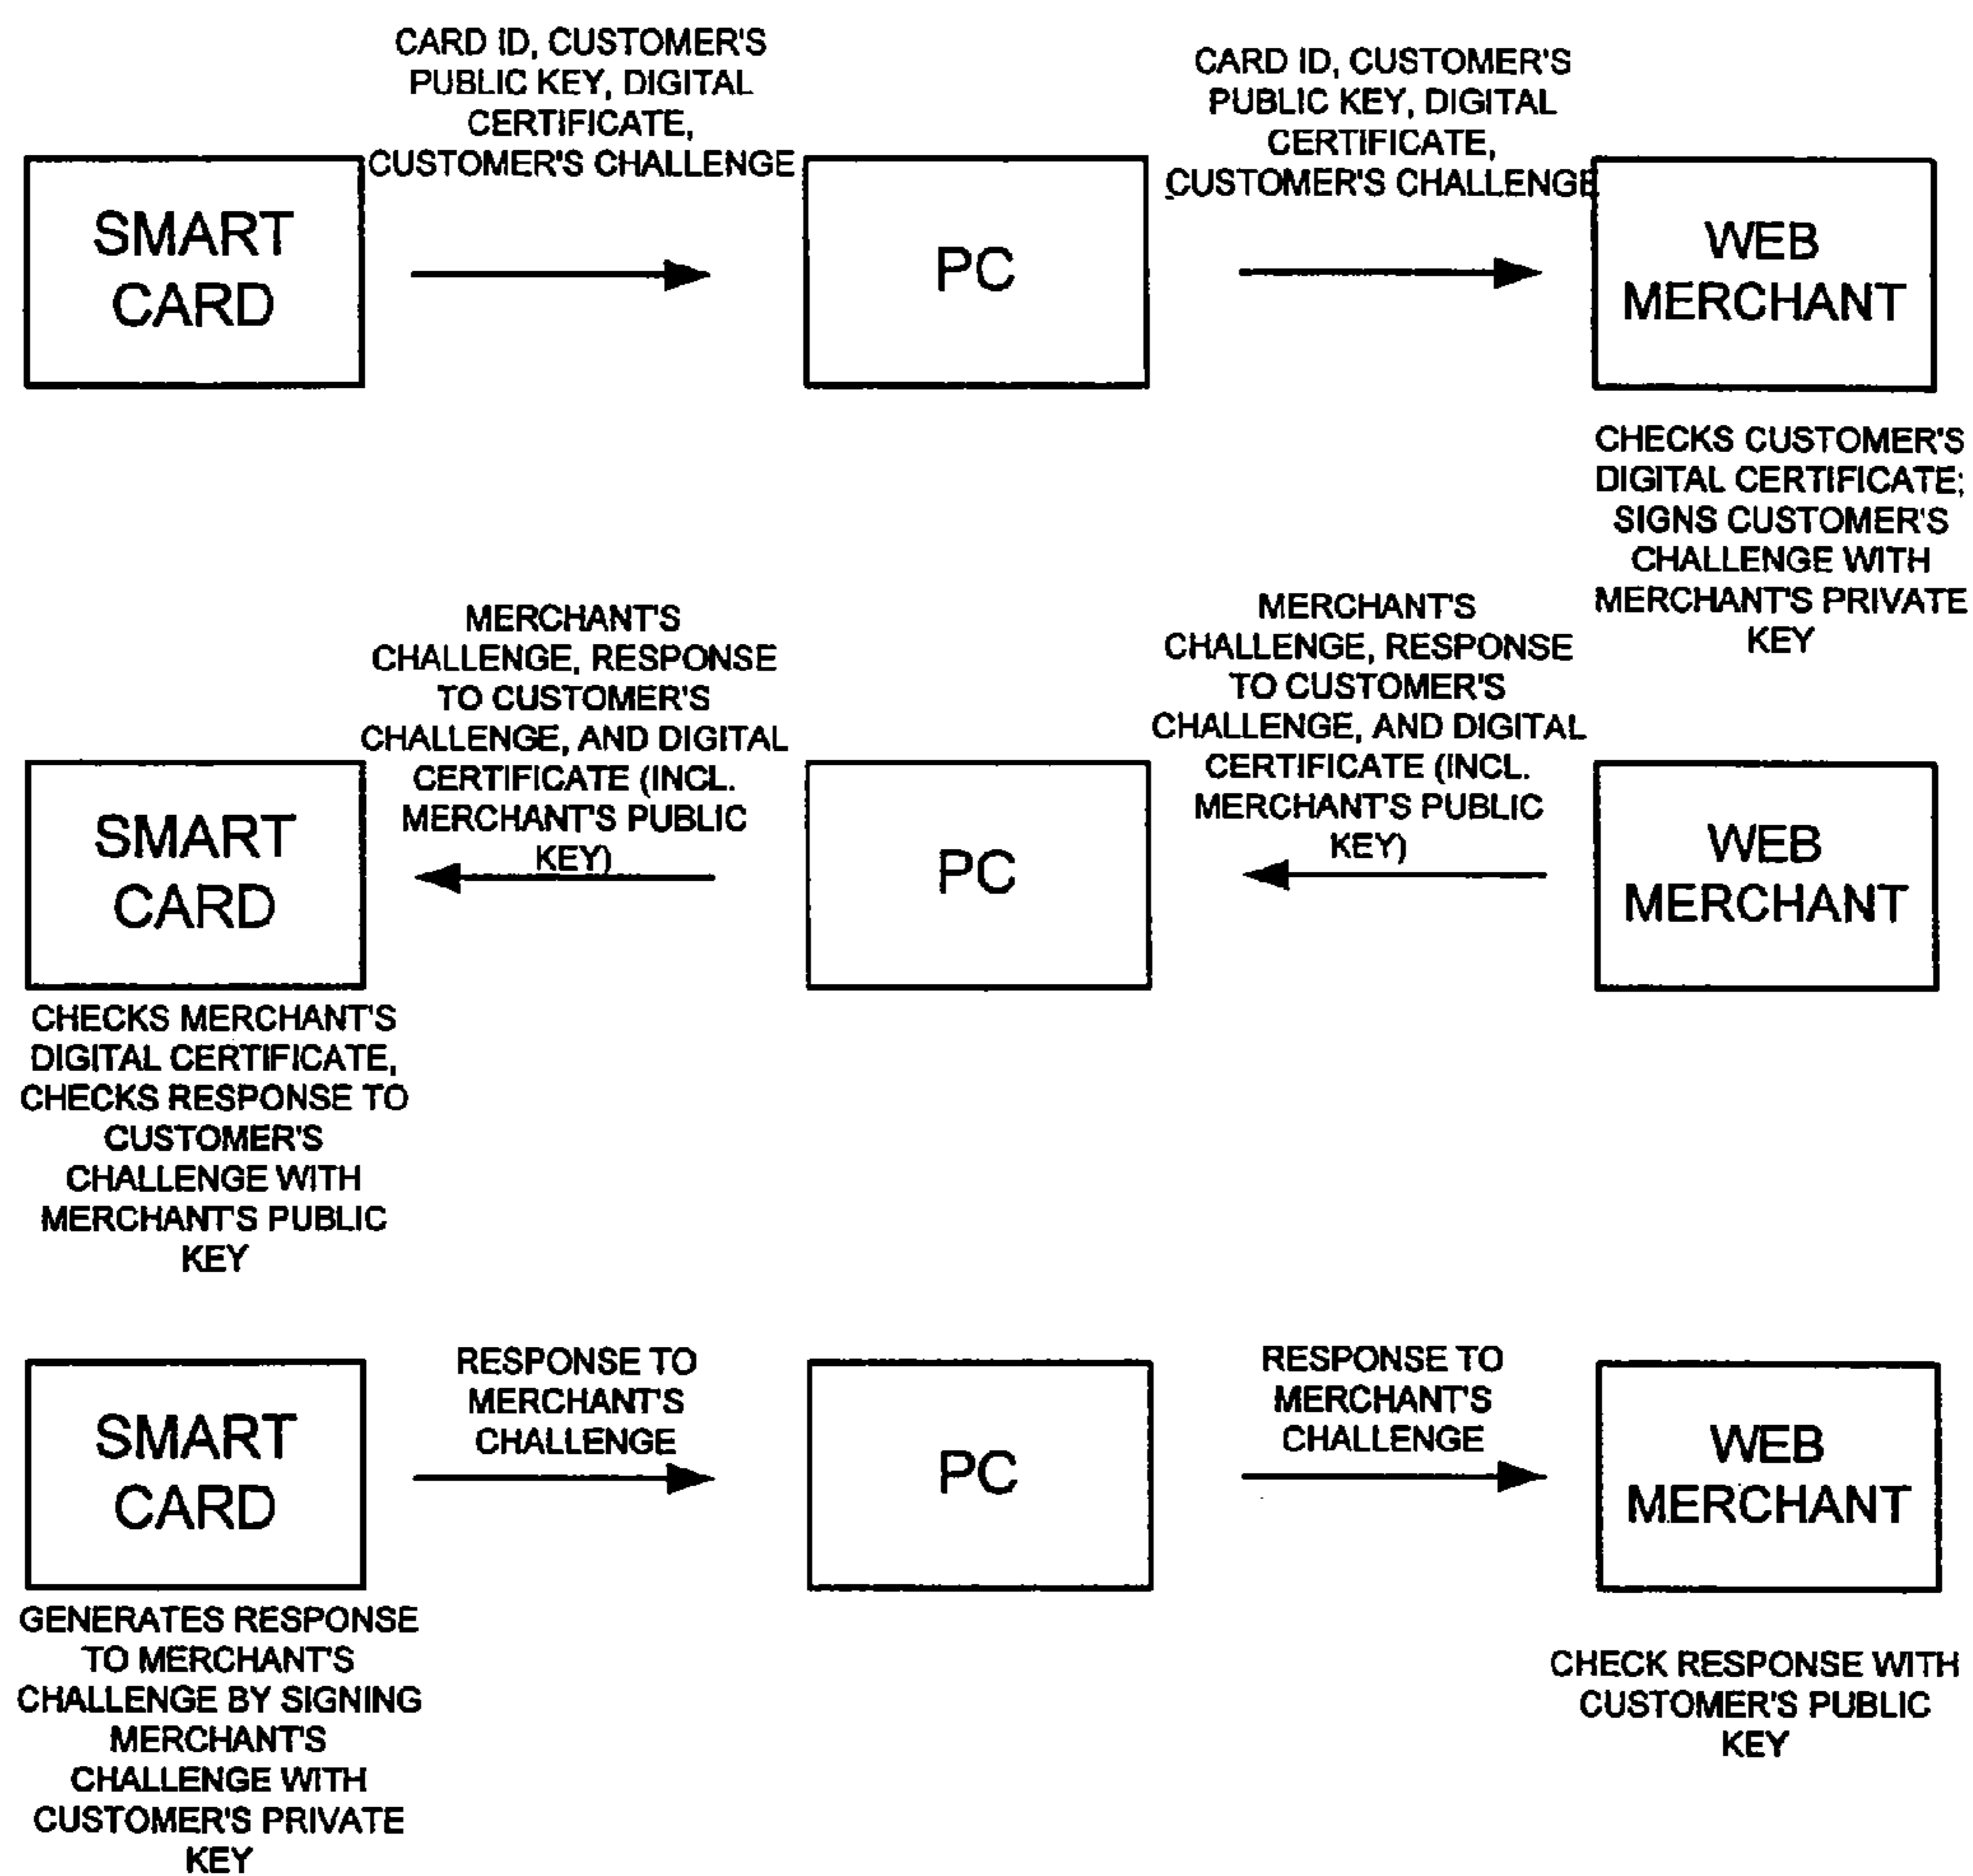 CARD ID, CUSTOMER'S
PUBLIC KEY, DIGITAL
CERTIFICATE,
CUSTOMER'S CHALLENGE
CARD ID, CUSTOMER'S
PUBLIC KEY, DIGITAL
CERTIFICATE,
CUSTOMER'S CHALLENGE
SMART
CARD
PC
WEB
MERCHANT
CHECKS CUSTOMER'S
DIGITAL CERTIFICATE;
SIGNS CUSTOMER'S
CHALLENGE WITH
MERCHANT'S PRIVATE
KEY
MERCHANT'S
CHALLENGE, RESPONSE
TO CUSTOMER'S
CHALLENGE, AND DIGITAL
CERTIFICATE (INCL.
MERCHANT'S PUBLIC
KEY)
MERCHANT'S
CHALLENGE, RESPONSE
TO CUSTOMER'S
CHALLENGE, AND DIGITAL
CERTIFICATE (INCL.
MERCHANT'S PUBLIC
KEY)
SMART
CARD
PC
WEB
MERCHANT
CHECKS MERCHANT'S
DIGITAL CERTIFICATE,
CHECKS RESPONSE TO
CUSTOMER'S
CHALLENGE WITH
MERCHANT'S PUBLIC
KEY
SMART
CARD
RESPONSE TO
MERCHANT'S
CHALLENGE
PC
RESPONSE TO
MERCHANT'S
CHALLENGE
WEB
MERCHANT
GENERATES RESPONSE
TO MERCHANT'S
CHALLENGE BY SIGNING
MERCHANT'S
CHALLENGE WITH
CUSTOMER'S PRIVATE
KEY
CHECK RESPONSE WITH
CUSTOMER'S PUBLIC
KEY